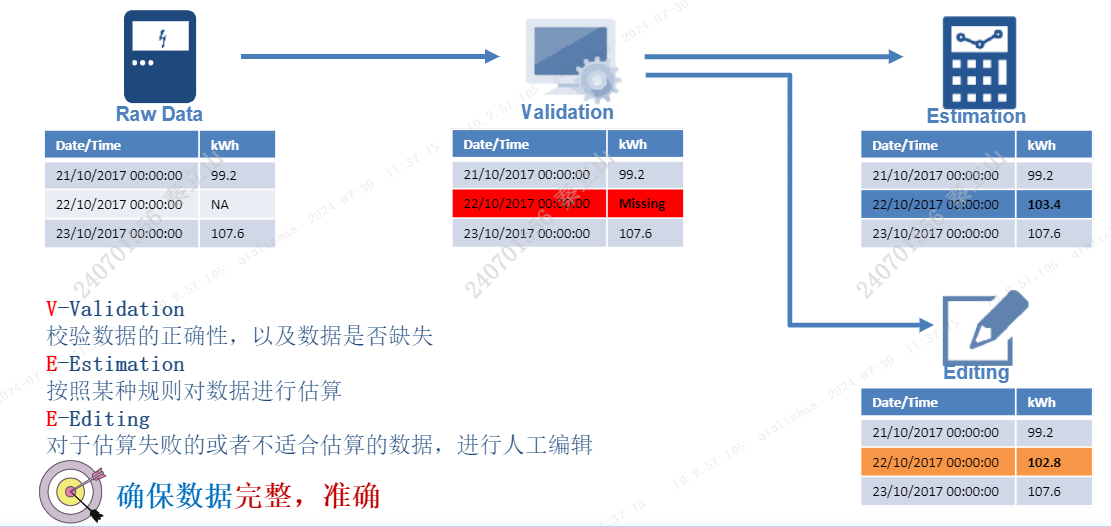 Raw Data
Date/Time kWh
21/10/2017 00:00:00 99.2
22/10/2017 00:00:00 NA
23/10/2017 00:00:00 107.6
Validation
Date/Time kWh
21/10/2017 00:00:00 99.2
22/10/2017 00:00:00 Missing
23/10/2017 00:00:00 107.6
Estimation
Date/Time kWh
21/10/2017 00:00:00 99.2
22/10/2017 00:00:00 103.4
23/10/2017 00:00:00 107.6
Editing
Date/Time kWh
21/10/2017 00:00:00 99.2
22/10/2017 00:00:00 102.8
23/10/2017 00:00:00 107.6
V-Validation
校验数据的正确性，以及数据是否缺失
E-Estimation
按照某种规则对数据进行估算
E-Editing
对于估算失败的或者不适合估算的数据，进行人工编辑
确保数据完整，准确